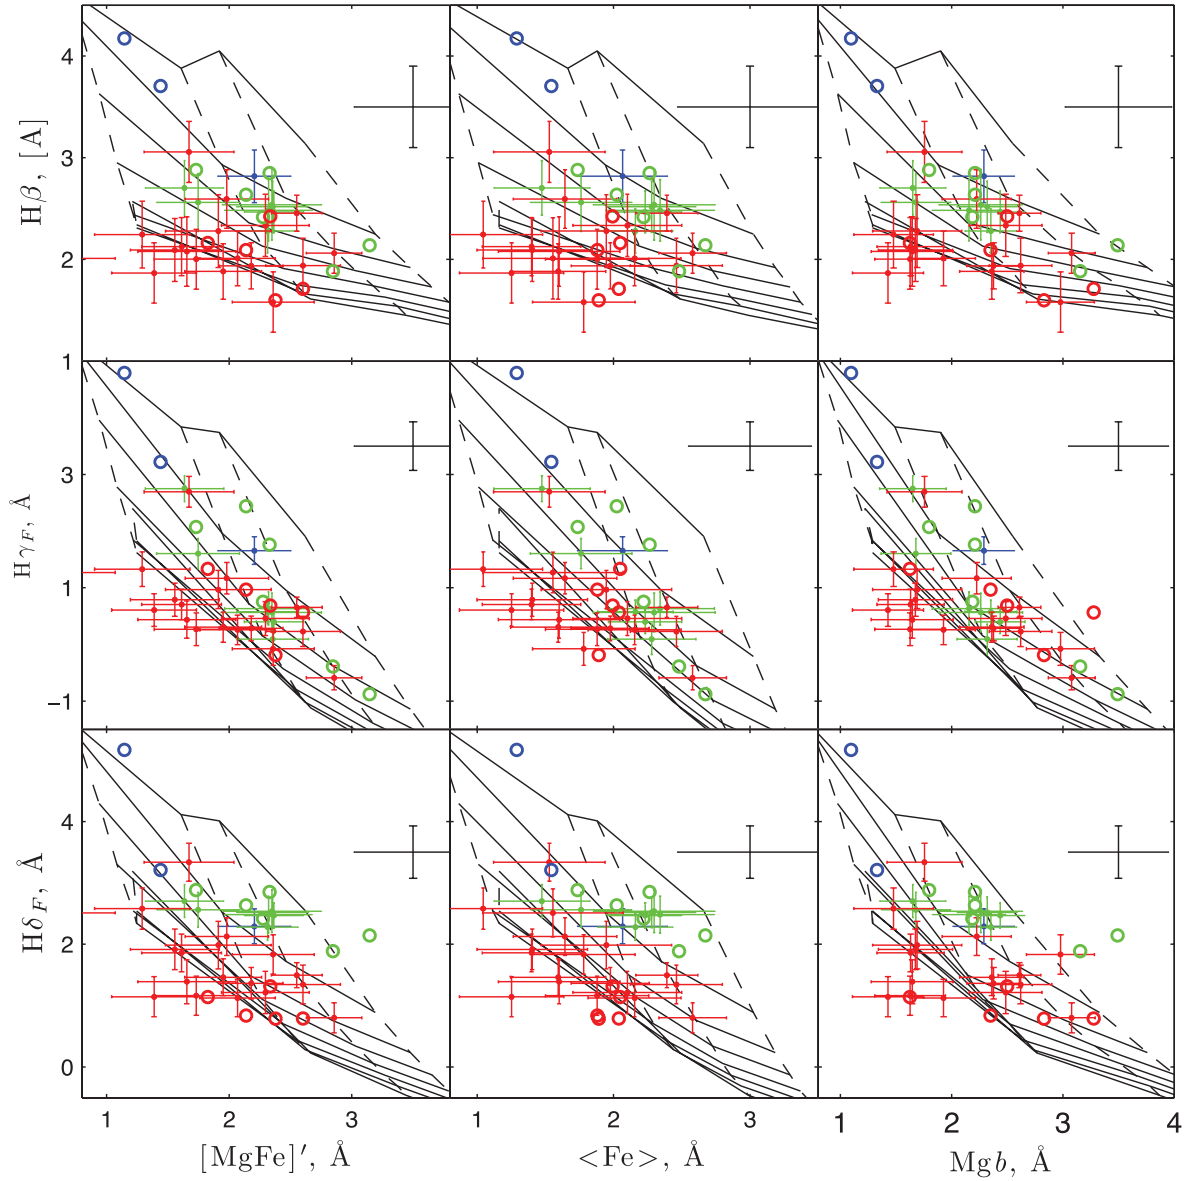 4
3
2
1
Hβ, [A]
3
1
−1
Hγ_F, Å
4
2
0
Hδ_F, Å
1 2 3 1 2 3 1 2 3 4
[MgFe]′, Å <Fe>, Å Mgb, Å